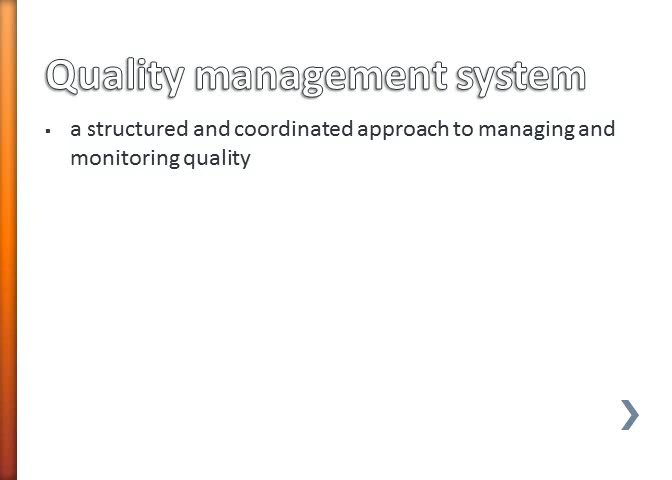 Quality management system
▪ a structured and coordinated approach to managing and
monitoring quality